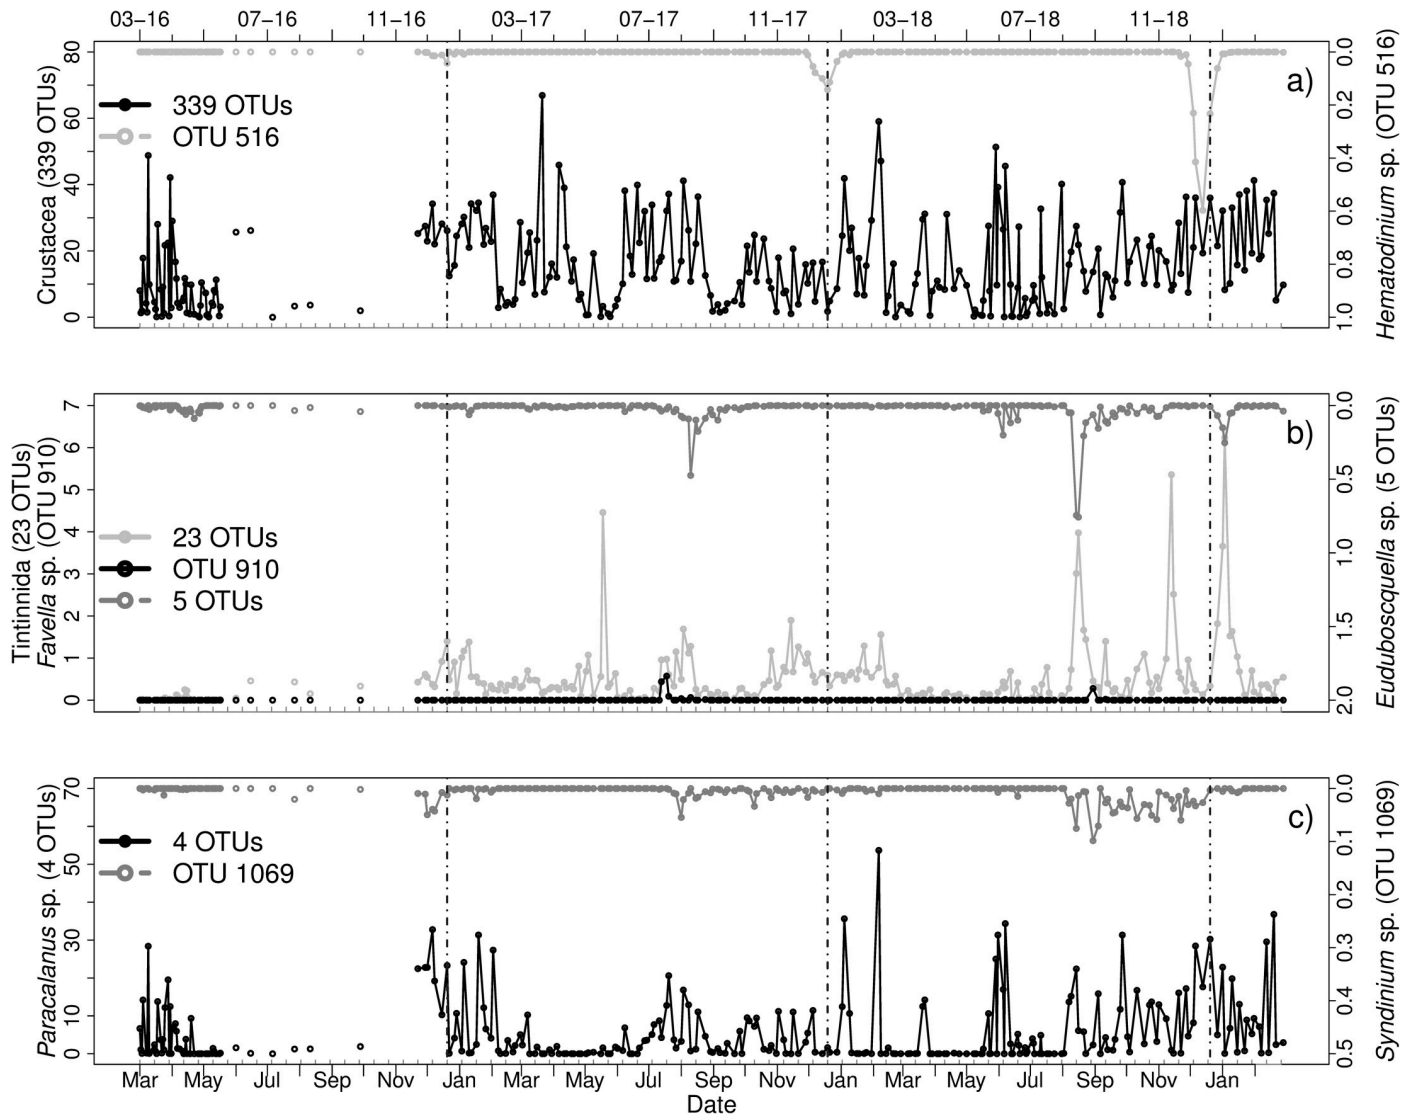 03−16 07−16 11−16 03−17 07−17 11−17 03−18 07−18 11−18
Crustacea (339 OTUs)
0 20 40 60 80
339 OTUs
OTU 516
a)
0.0 0.2 0.4 0.6 0.8 1.0
Hematodinium sp. (OTU 516)
Tintinnida (23 OTUs)
Favella sp. (OTU 910)
0 1 2 3 4 5 6 7
23 OTUs
OTU 910
5 OTUs
b)
0.0 0.5 1.0 1.5 2.0
Euduboscquella sp. (5 OTUs)
Paracalanus sp. (4 OTUs)
0 10 30 50 70
4 OTUs
OTU 1069
c)
0.0 0.1 0.2 0.3 0.4 0.5
Syndinium sp. (OTU 1069)
Mar May Jul Sep Nov Jan Mar May Jul Sep Nov Jan Mar May Jul Sep Nov Jan
Date